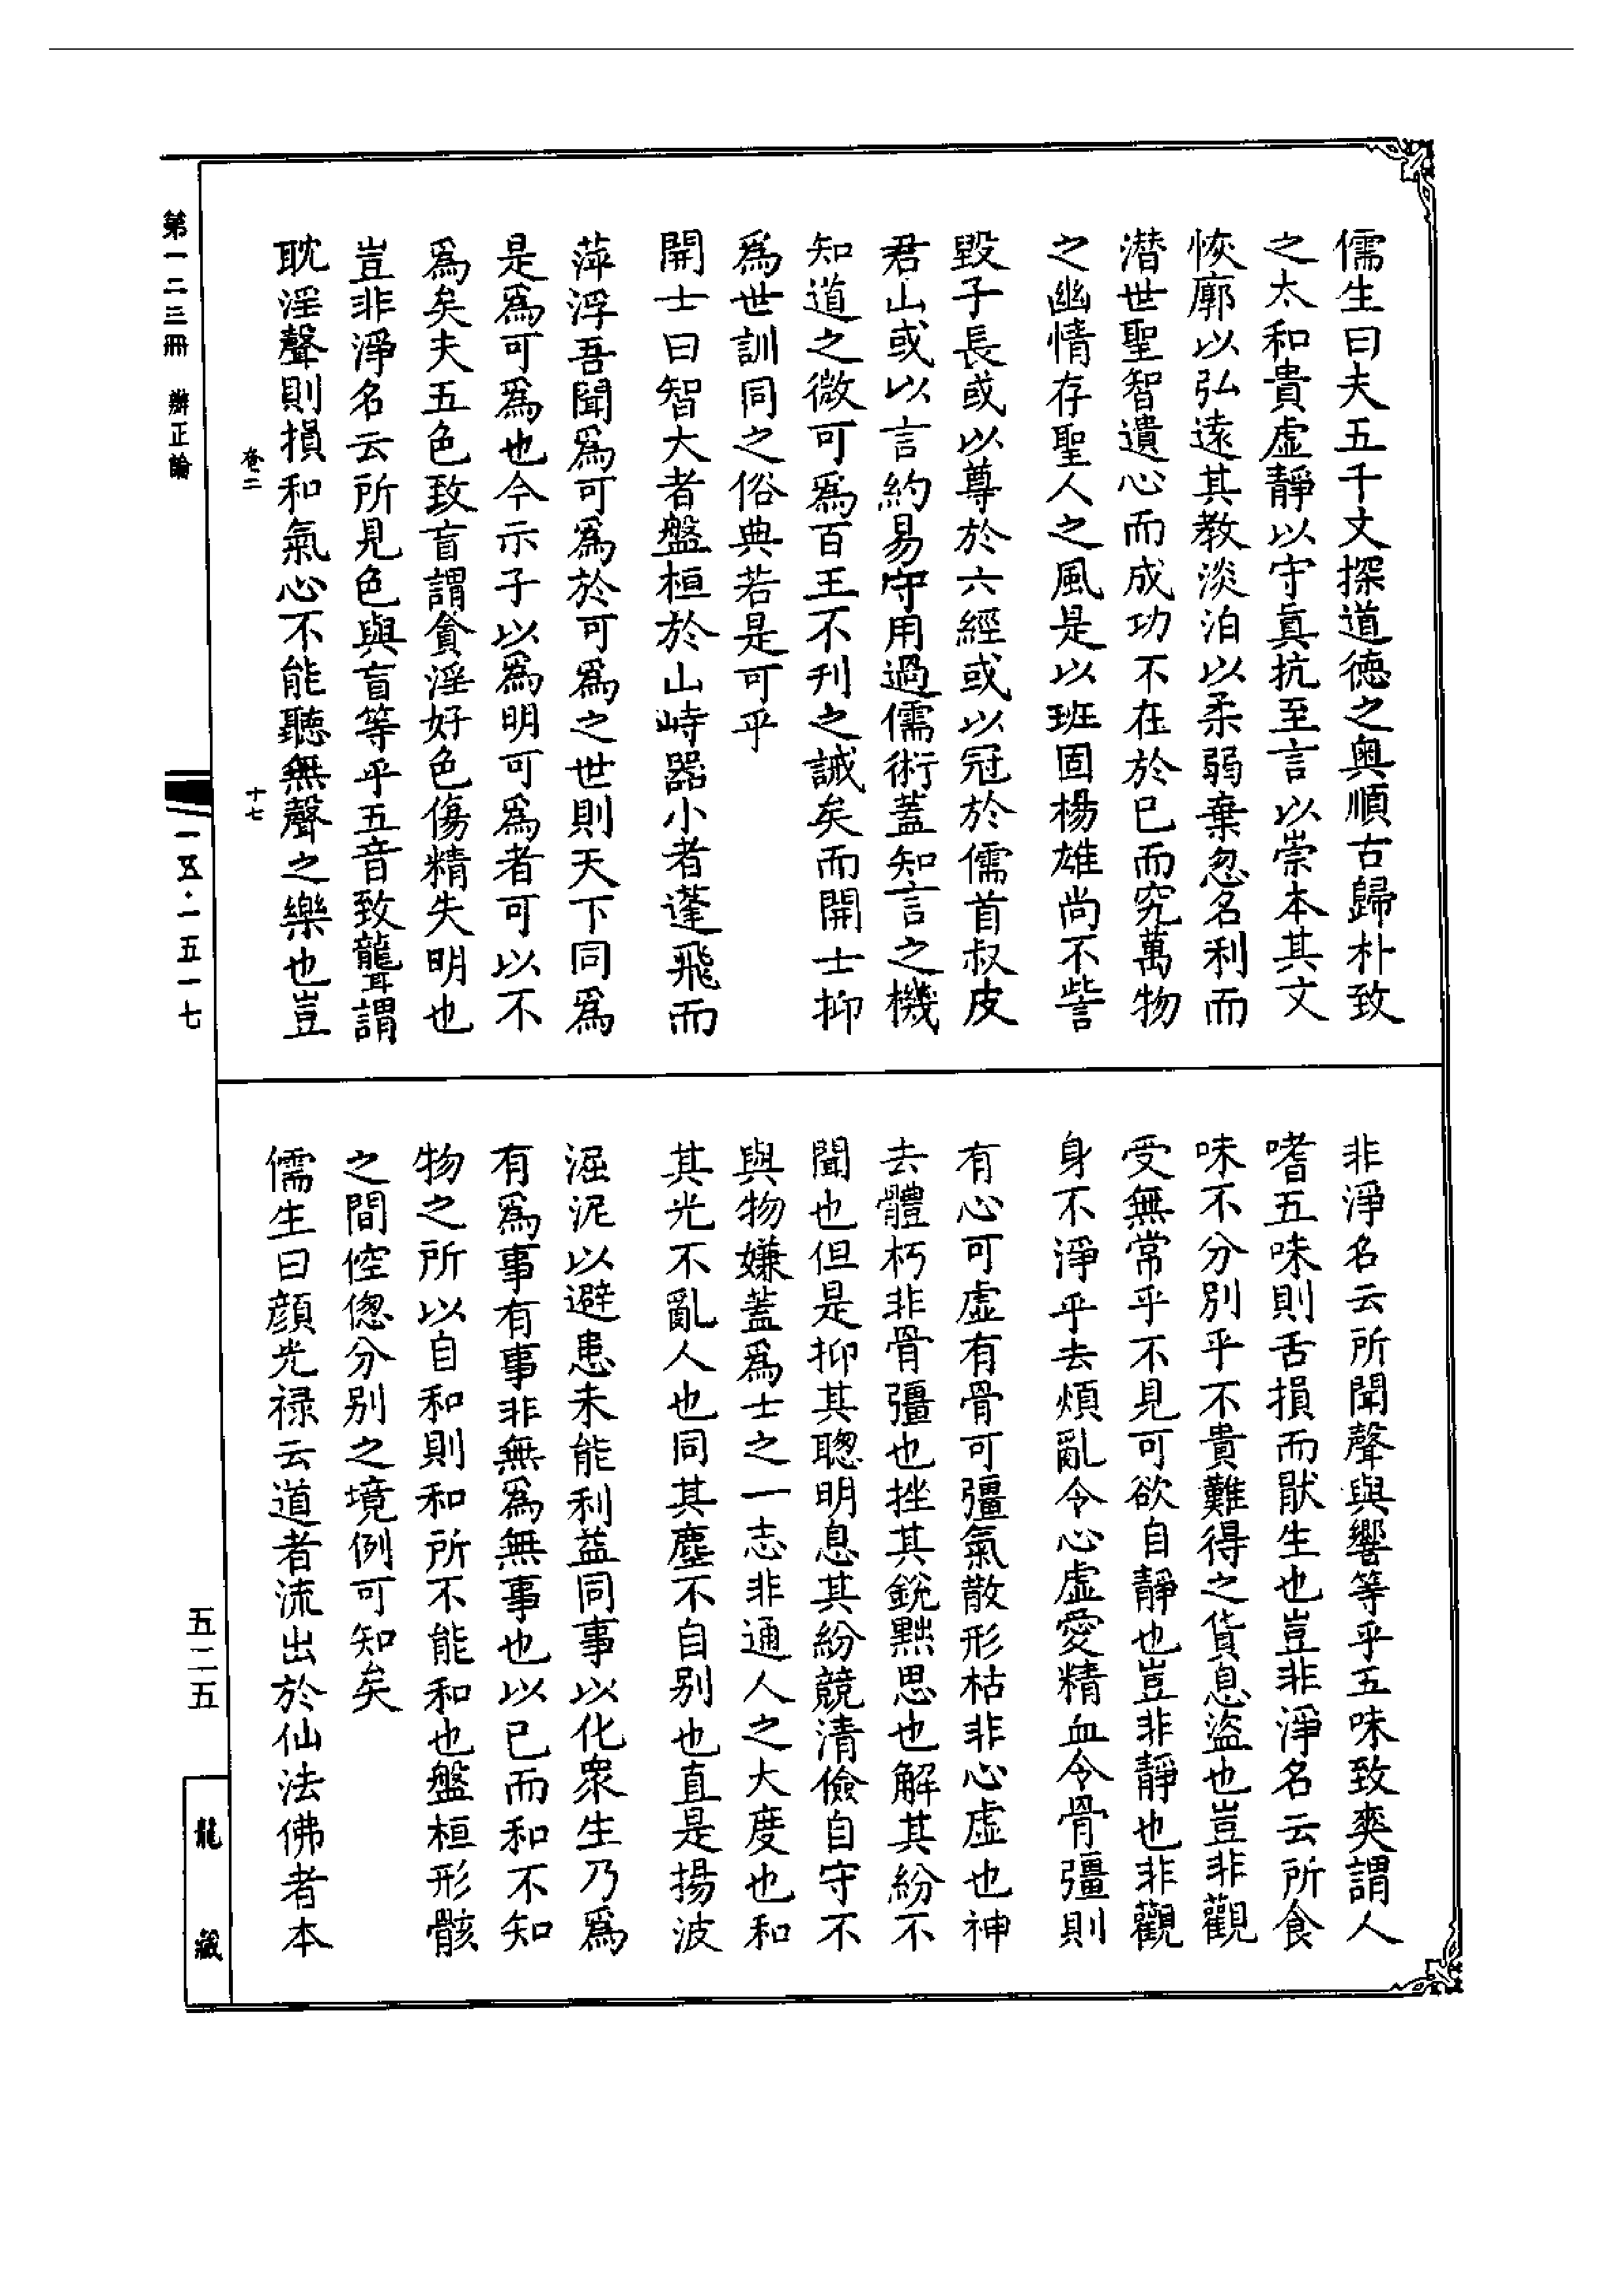 儒生曰夫五千文探道德之奧順古歸朴致
之太和貴虛靜以守真抗至言以崇本其文
恢廓以弘遠其教淡泊以柔弱棄忽名利而
潛世聖智遺心而成功不在於已而究萬物
之幽情存聖人之風是以班固楊雄尚不訾
毀子長或以尊於六經或以冠於儒首叔皮
君山或以言約易守用過儒術蓋知言之機
知道之微可爲百王不刋之誡矣而開士抑
爲世訓同之俗典若是可乎
開士曰智大者盤桓於山峙器小者蓬飛而
萍浮吾聞爲可爲於可爲之世則天下同爲
是爲可爲也今示子以爲明可爲者可以不
爲矣夫五色致盲謂貪淫好色傷精失明也
豈非淨名云所見色與盲等乎五音致聾謂
耽淫聲則損和氣心不能聽無聲之樂也豈
非淨名云所聞聲與響等乎五味致爽謂人
嗜五味則舌損而猒生也豈非淨名云所食
味不分別乎不貴難得之貨息盜也豈非觀
受無常乎不見可欲自靜也豈非靜也非觀
身不淨乎去煩亂令心虛愛精血令骨彊則
有心可虛有骨可彊氣散形枯非心虛也神
去體朽非骨彊也挫其銳黜思也解其紛不
聞也但是抑其聰明息其紛競清儉自守不
與物嫌蓋爲士之一志非通人之大度也和
其光不亂人也同其塵不自别也直是揚波
淈泥以避患未能利益同事以化衆生乃爲
有爲事有事非無爲無事也以已而和不知
物之所以自和則和所不能和也盤桓形骸
之間倥傯分别之境例可知矣
儒生曰顔光禄云道者流出於仙法佛者本
卷二
十七
第一二三冊 辯正論
一五·一五一七
五二五
龍藏